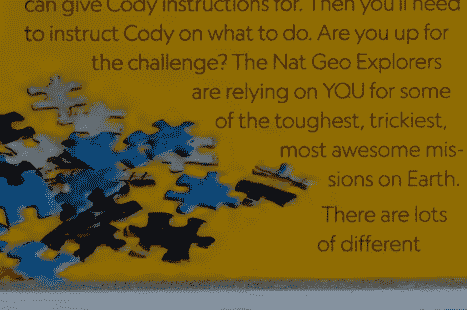 can give Cody instructions for. Then you'll need
to instruct Cody on what to do. Are you up for
the challenge? The Nat Geo Explorers
are relying on YOU for some
of the toughest, trickiest,
most awesome mis-
sions on Earth.
There are lots
of different